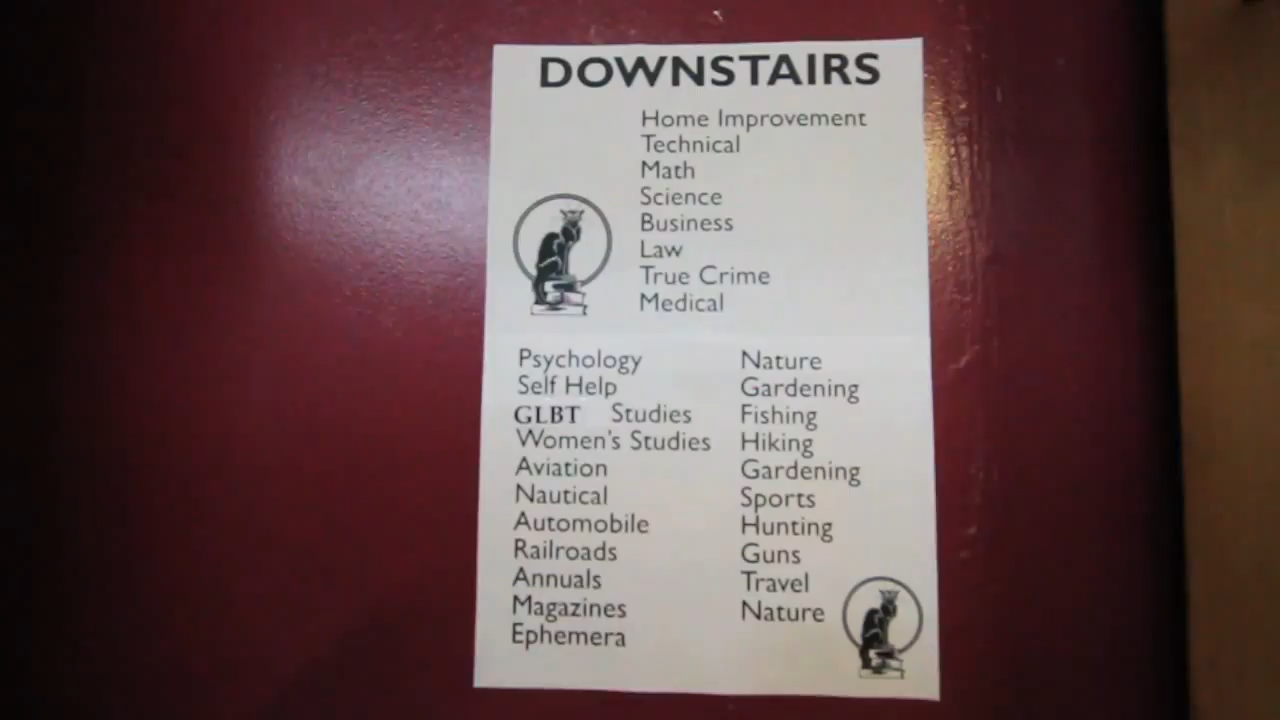 DOWNSTAIRS
Home Improvement
Technical
Math
Science
Business
Law
True Crime
Medical
Psychology
Self Help
GLBT Studies
Women's Studies
Aviation
Nautical
Automobile
Railroads
Annuals
Magazines
Ephemera
Nature
Gardening
Fishing
Hiking
Gardening
Sports
Hunting
Guns
Travel
Nature